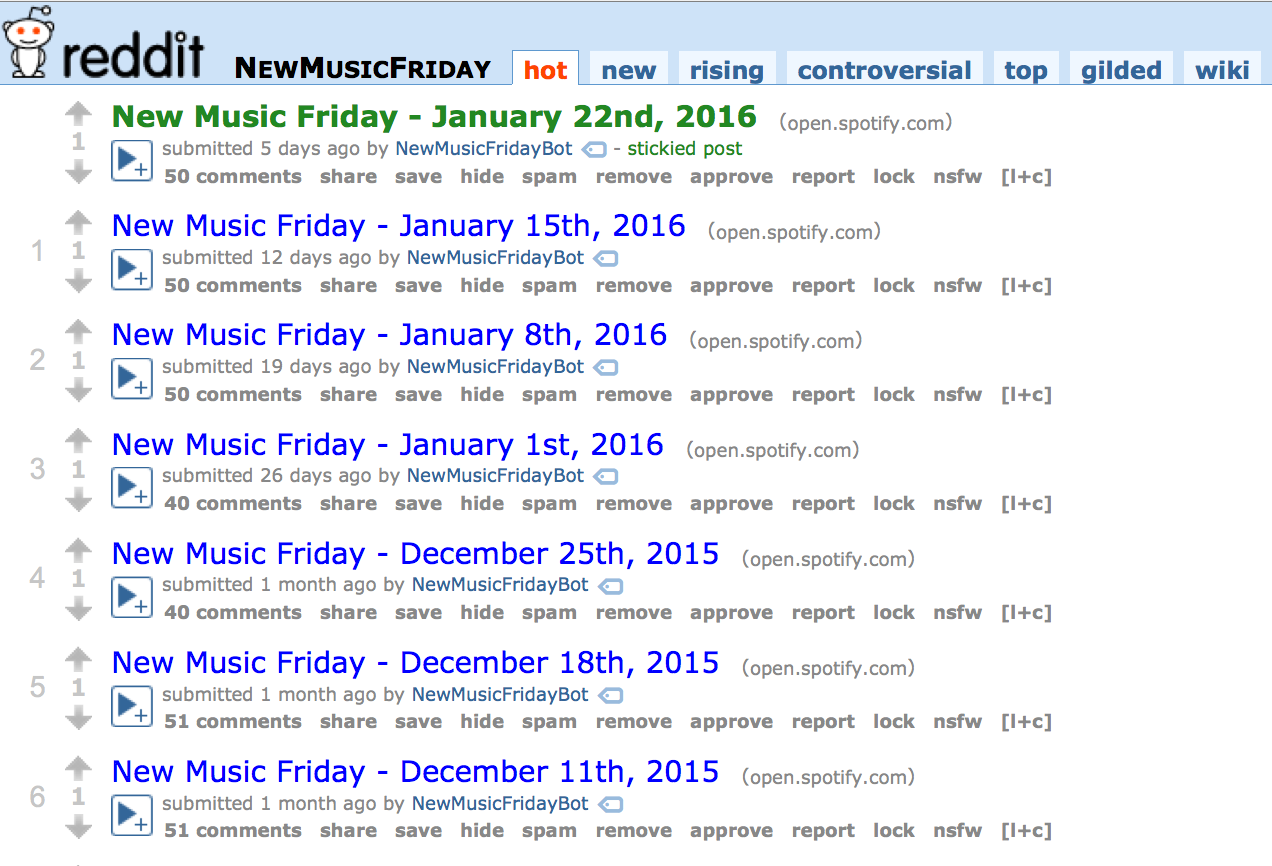 reddit NEWMUSICFRIDAY hot new rising controversial top gilded wiki
New Music Friday - January 22nd, 2016 (open.spotify.com)
1 submitted 5 days ago by NewMusicFridayBot - stickied post
50 comments share save hide spam remove approve report lock nsfw [l+c]
New Music Friday - January 15th, 2016 (open.spotify.com)
1 1 submitted 12 days ago by NewMusicFridayBot
50 comments share save hide spam remove approve report lock nsfw [l+c]
New Music Friday - January 8th, 2016 (open.spotify.com)
2 1 submitted 19 days ago by NewMusicFridayBot
50 comments share save hide spam remove approve report lock nsfw [l+c]
New Music Friday - January 1st, 2016 (open.spotify.com)
3 1 submitted 26 days ago by NewMusicFridayBot
40 comments share save hide spam remove approve report lock nsfw [l+c]
New Music Friday - December 25th, 2015 (open.spotify.com)
4 1 submitted 1 month ago by NewMusicFridayBot
40 comments share save hide spam remove approve report lock nsfw [l+c]
New Music Friday - December 18th, 2015 (open.spotify.com)
5 1 submitted 1 month ago by NewMusicFridayBot
51 comments share save hide spam remove approve report lock nsfw [l+c]
New Music Friday - December 11th, 2015 (open.spotify.com)
6 1 submitted 1 month ago by NewMusicFridayBot
51 comments share save hide spam remove approve report lock nsfw [l+c]